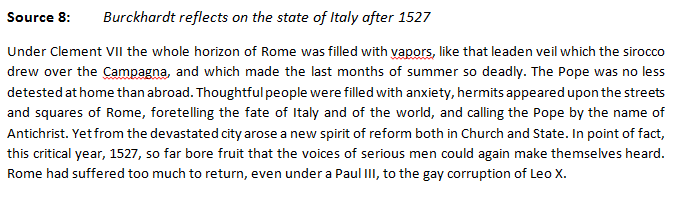 Source 8: Burckhardt reflects on the state of Italy after 1527
Under Clement VII the whole horizon of Rome was filled with vapors, like that leaden veil which the sirocco
drew over the Campagna, and which made the last months of summer so deadly. The Pope was no less
detested at home than abroad. Thoughtful people were filled with anxiety, hermits appeared upon the streets
and squares of Rome, foretelling the fate of Italy and of the world, and calling the Pope by the name of
Antichrist. Yet from the devastated city arose a new spirit of reform both in Church and State. In point of fact,
this critical year, 1527, so far bore fruit that the voices of serious men could again make themselves heard.
Rome had suffered too much to return, even under a Paul III, to the gay corruption of Leo X.